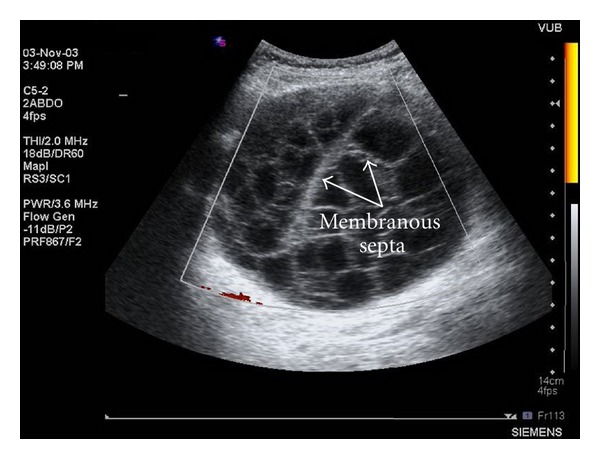 VUB
03-Nov-03
3:49:08 PM
C5-2
2ABDO
4fps
THI/2.0 MHz
18dB/DR60
MapI
RS3/SC1
PWR/3.6 MHz
Flow Gen
-11dB/P2
PRF867/F2
Membranous
septa
14cm
4fps
1 Fr113
SIEMENS